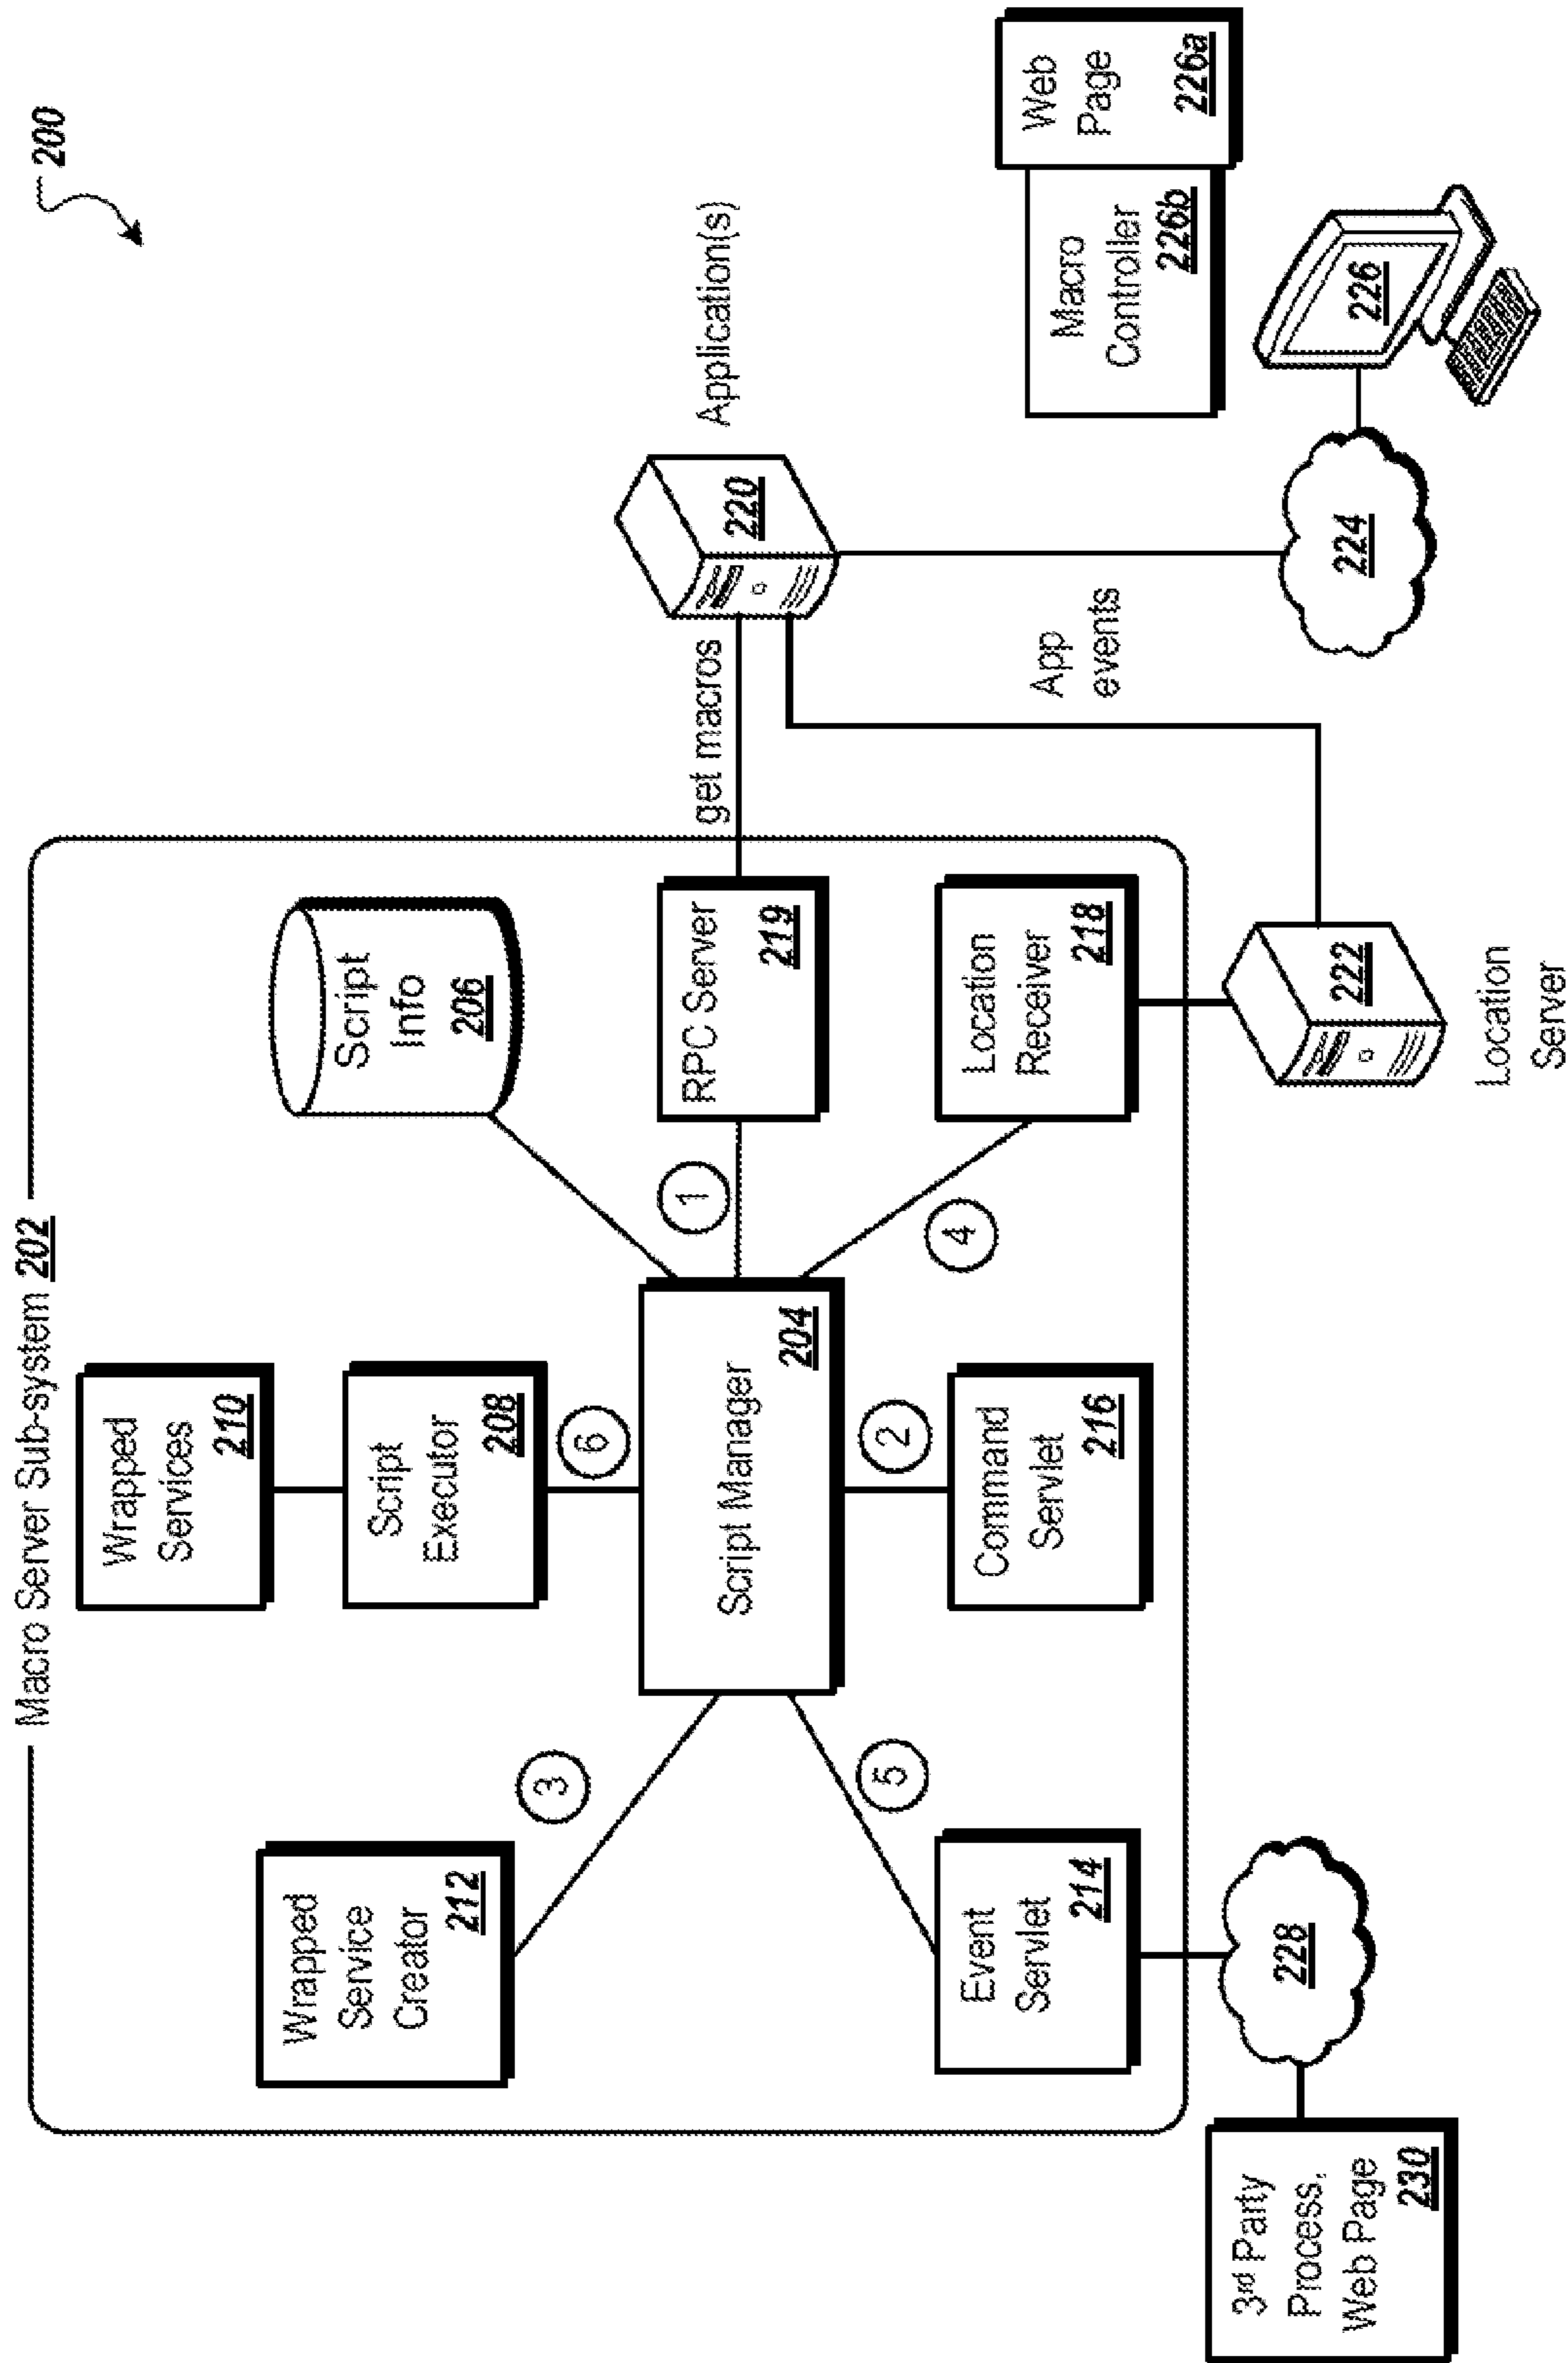 200
Macro Server Sub-system 202
Wrapped
Services
210
Script
Executor
208
Wrapped
Service
Creator
212
Script
Info
206
3
6
1
Script Manager
204
RPC Server
219
get macros
220
Application(s)
5
2
4
Event
Servlet
214
Command
Servlet
216
Location
Receiver
218
App
events
Web
Page
226a
Macro
Controller
226b
3rd Party
Process,
Web Page
230
228
222
Location
Server
224
226